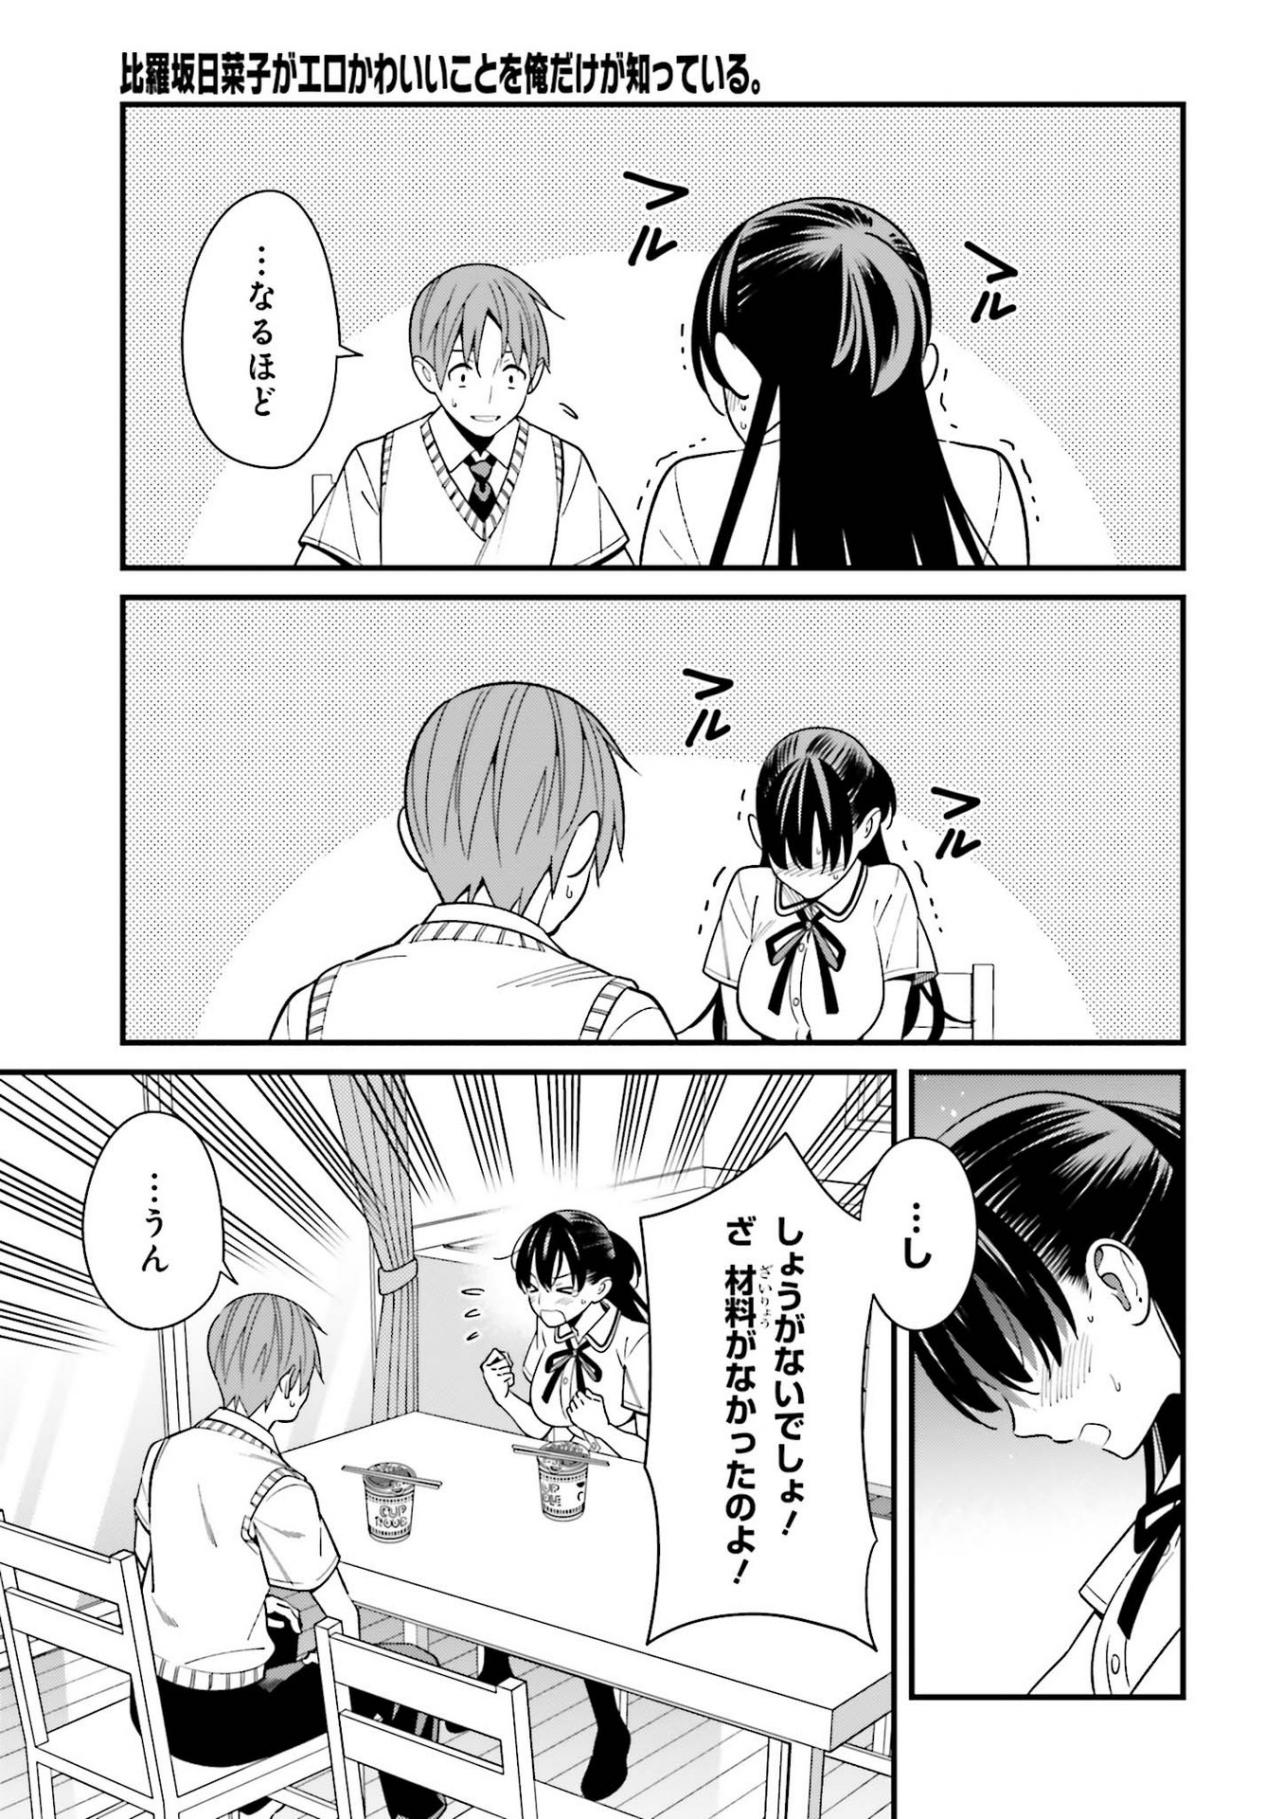 比羅坂日菜子がエロかわいいことを俺だけが知っている。
プル
プル
…なるほど
プル
プル
…し
しょうがないでしょ！
ざ 材料がなかったのよ！
ざいりょう
…うん
CUP
NOOD
UP
DLE